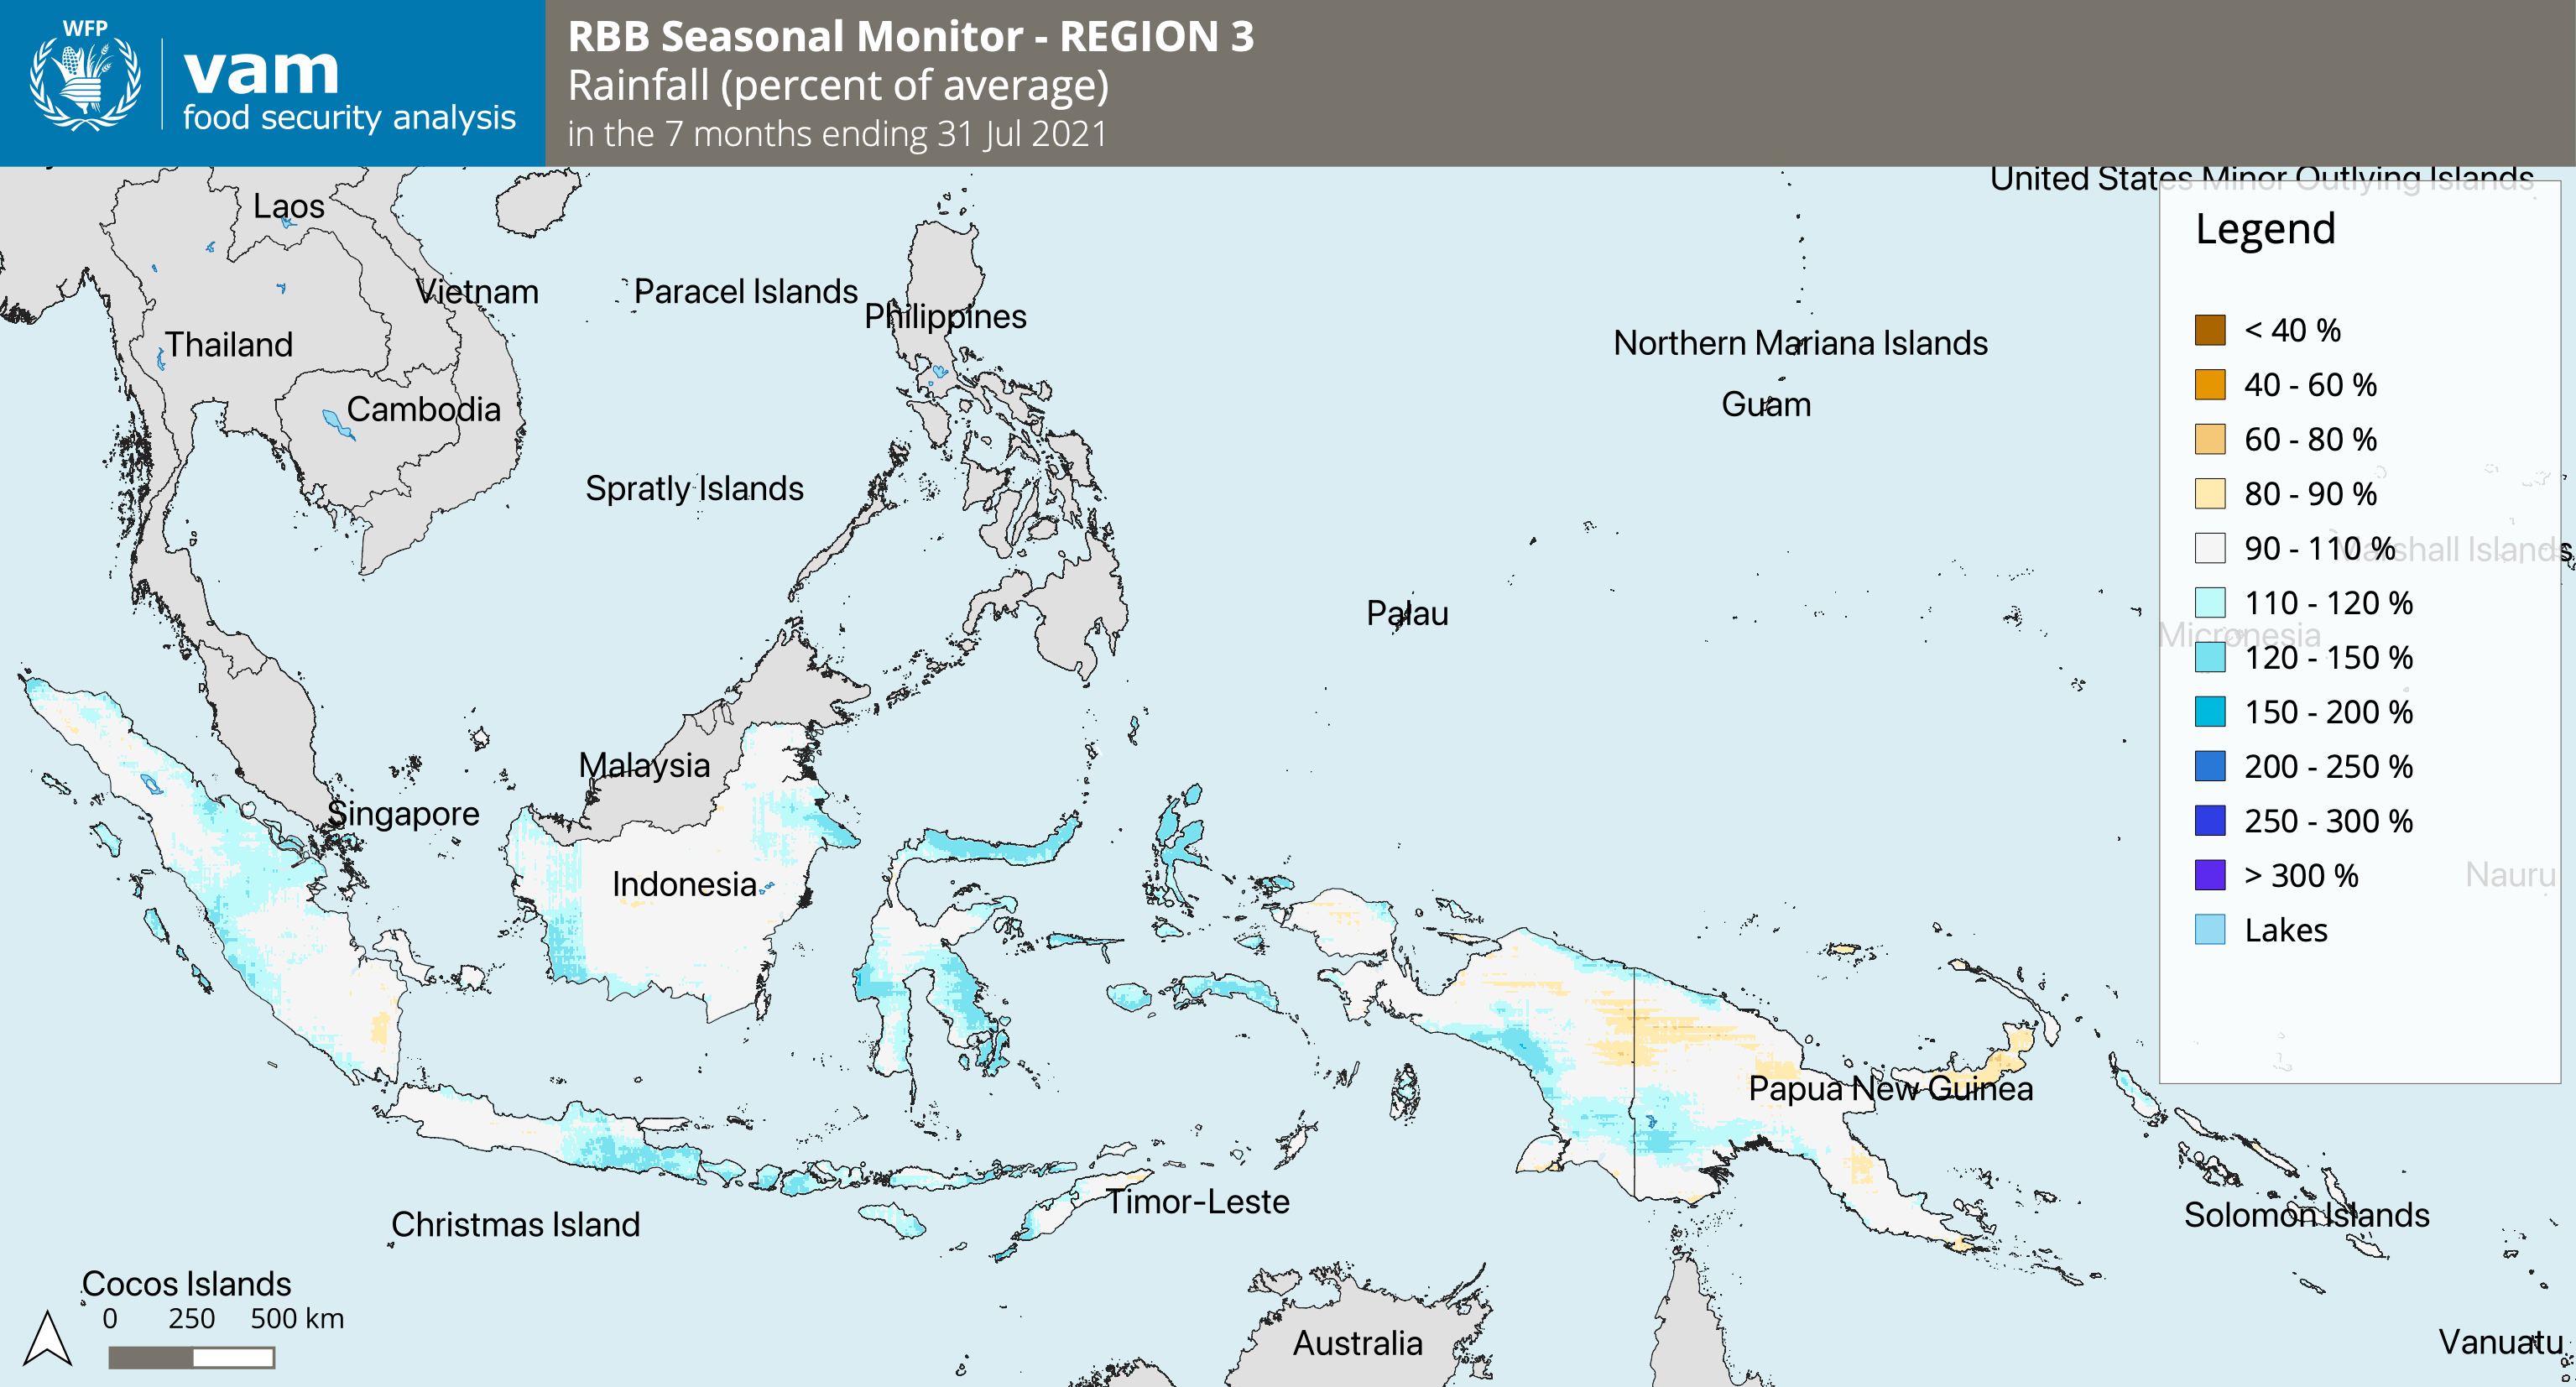 WFP
vam
food security analysis
RBB Seasonal Monitor - REGION 3
Rainfall (percent of average)
in the 7 months ending 31 Jul 2021
United States Minor Outlying Islands
Laos
Legend
Vietnam
Paracel Islands
Philippines
Thailand
Northern Mariana Islands
< 40 %
Cambodia
Guam
40 - 60 %
60 - 80 %
Spratly Islands
80 - 90 %
90 - 110 %
Marshall Islands
110 - 120 %
Palau
Micronesia
120 - 150 %
150 - 200 %
Malaysia
200 - 250 %
Singapore
250 - 300 %
Indonesia
> 300 %
Nauru
Lakes
Papua New Guinea
Timor-Leste
Solomon Islands
Christmas Island
Cocos Islands
0 250 500 km
Australia
Vanuatu